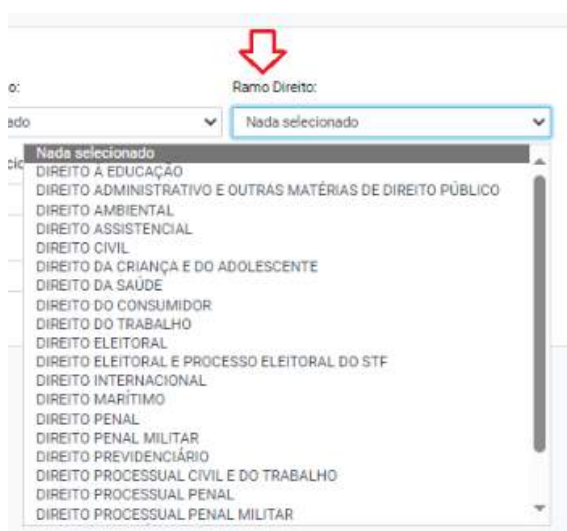 o:
Ramo Direito:
ado
Nada selecionado
cic
Nada selecionado
DIREITO À EDUCAÇÃO
DIREITO ADMINISTRATIVO E OUTRAS MATÉRIAS DE DIREITO PÚBLICO
DIREITO AMBIENTAL
DIREITO ASSISTENCIAL
DIREITO CIVIL
DIREITO DA CRIANÇA E DO ADOLESCENTE
DIREITO DA SAÚDE
DIREITO DO CONSUMIDOR
DIREITO DO TRABALHO
DIREITO ELEITORAL
DIREITO ELEITORAL E PROCESSO ELEITORAL DO STF
DIREITO INTERNACIONAL
DIREITO MARÍTIMO
DIREITO PENAL
DIREITO PENAL MILITAR
DIREITO PREVIDENCIÁRIO
DIREITO PROCESSUAL CIVIL E DO TRABALHO
DIREITO PROCESSUAL PENAL
DIREITO PROCESSUAL PENAL MILITAR